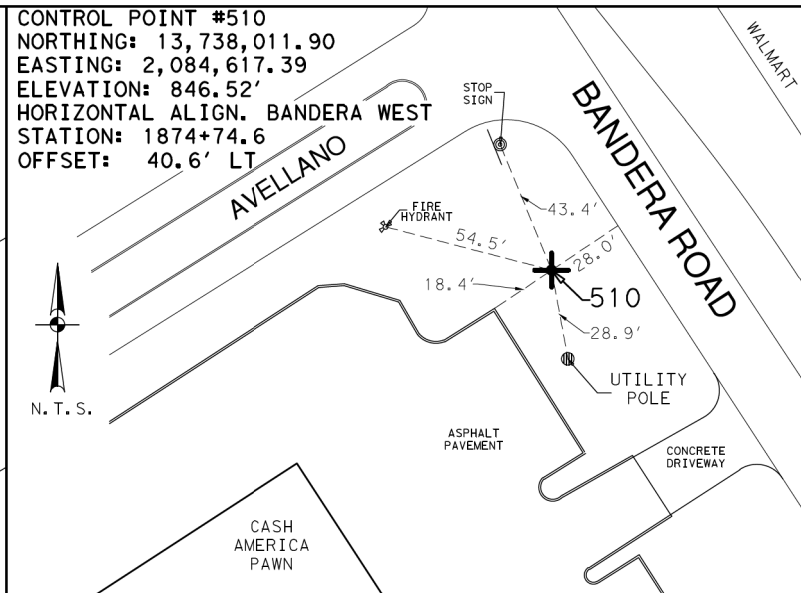 CONTROL POINT #510
NORTHING: 13,738,011.90
EASTING: 2,084,617.39
ELEVATION: 846.52'
HORIZONTAL ALIGN. BANDERA WEST
STATION: 1874+74.6
OFFSET: 40.6' LT
WALMART
STOP
SIGN
BANDERA ROAD
AVELLANO
FIRE
HYDRANT
43.4'
54.5'
28.0'
18.4'
510
28.9'
N.T.S.
UTILITY
POLE
ASPHALT
PAVEMENT
CONCRETE
DRIVEWAY
CASH
AMERICA
PAWN